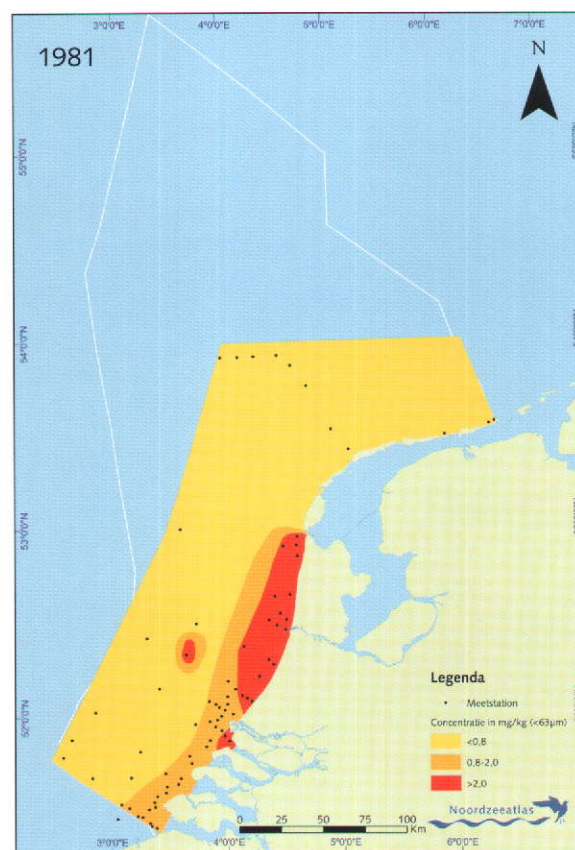 3°0'0"E 4°0'0"E 5°0'0"E 6°0'0"E 7°0'0"E
1981
N
55°0'0"N
54°0'0"N
53°0'0"N
52°0'0"N
Legenda
Meetstation
Concentratie in mg/kg (<63µm)
<0.8
0.8-2.0
>2.0
Noordzeeatlas
0 25 50 75 100
Km
3°0'0"E 4°0'0"E 5°0'0"E 6°0'0"E